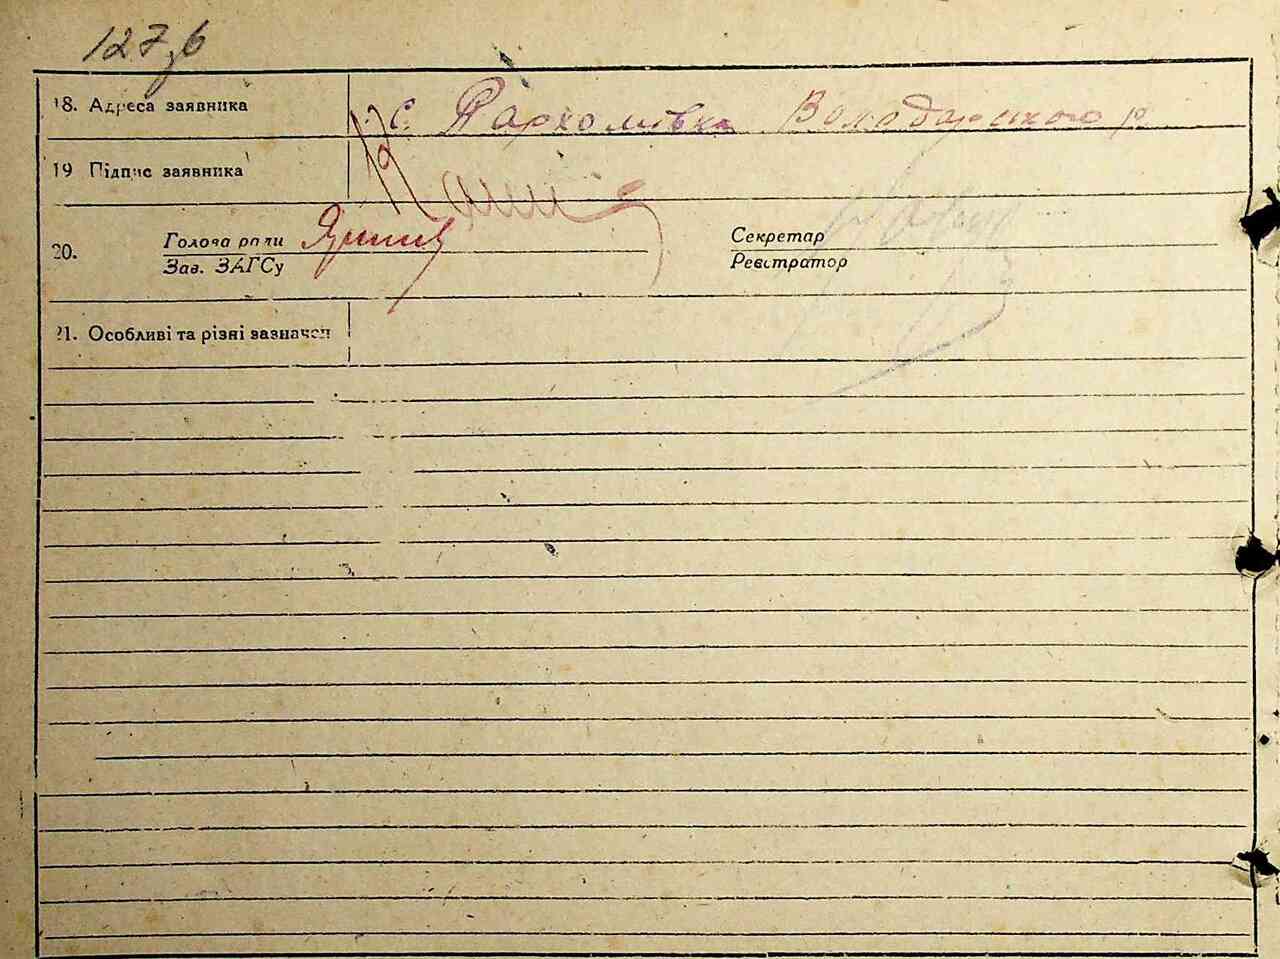 127,б
18. Адреса заявника с. Пархомівка Володарського р.
19 Підпис заявника
20. Голова ради
Зав. ЗАГСу
Секретар
Реєстратор
21. Особливі та різні зазначен